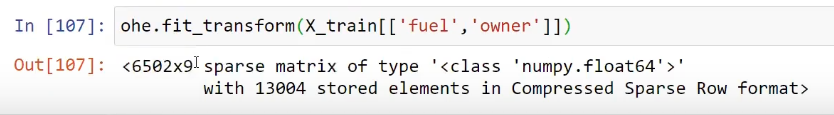 In [107]: ohe.fit_transform(X_train[['fuel','owner']])
Out[107]: <6502x9 sparse matrix of type '<class 'numpy.float64'>'
with 13004 stored elements in Compressed Sparse Row format>